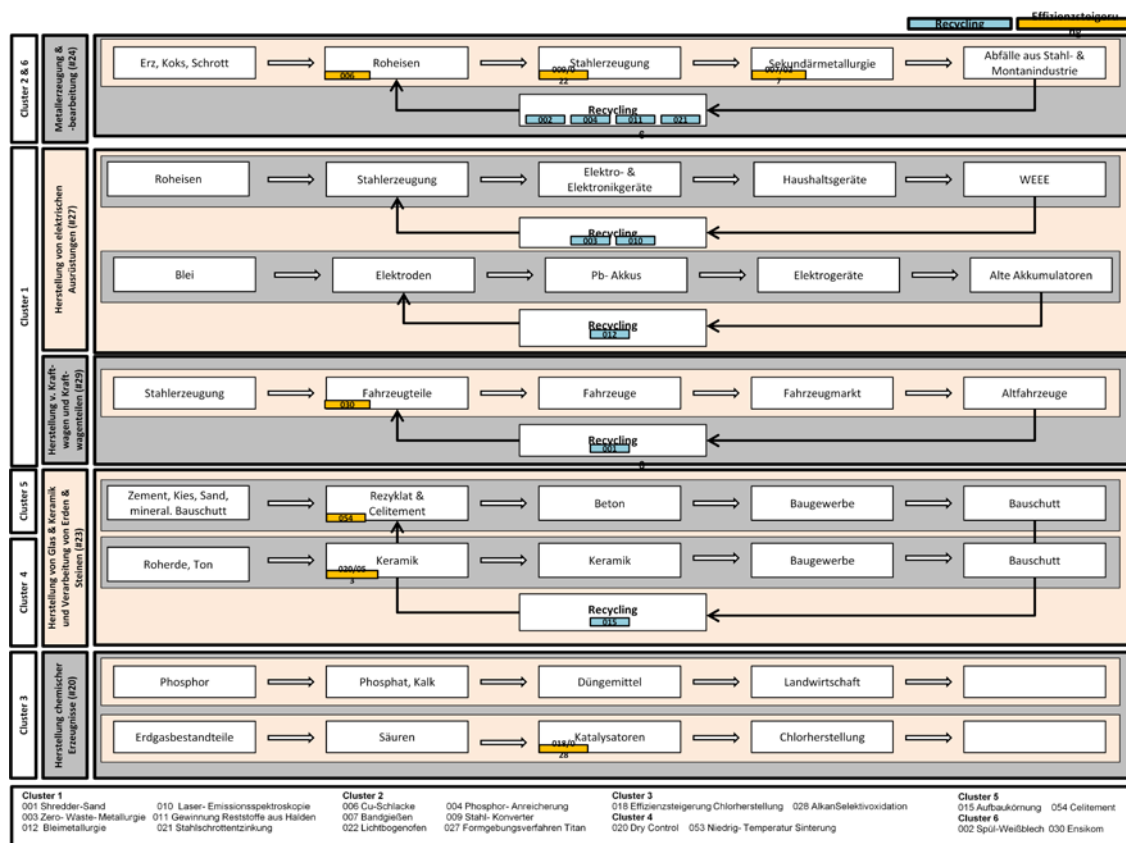 Recycling
Effizienzsteigeru
ng
Cluster 2 & 6
Metallerzeugung &
-bearbeitung (#24)
Erz, Koks, Schrott
Roheisen
006
Stahlerzeugung
009/0
22
Sekundärmetallurgie
Abfälle aus Stahl- &
Montanindustrie
Recycling
002
004
011
021
6
Cluster 1
Herstellung von elektrischen
Ausrüstungen (#27)
Roheisen
Stahlerzeugung
Elektro- &
Elektronikgeräte
Haushaltsgeräte
WEEE
Recycling
003
010
Blei
Elektroden
Pb- Akkus
Elektrogeräte
Alte Akkumulatoren
Recycling
012
Herstellung v. Kraft-
wagen und Kraft-
wagenteilen (#29)
Stahlerzeugung
Fahrzeugteile
030
Fahrzeuge
Fahrzeugmarkt
Altfahrzeuge
Recycling
001
Cluster 5
Cluster 4
Herstellung von Glas & Keramik
und Verarbeitung von Erden &
Steinen (#23)
Zement, Kies, Sand,
mineral. Bauschutt
Rezyklat &
Celitement
054
Beton
Baugewerbe
Bauschutt
Roherde, Ton
Keramik
020/05
3
Keramik
Baugewerbe
Bauschutt
Recycling
015
Cluster 3
Herstellung chemischer
Erzeugnisse (#20)
Phosphor
Phosphat, Kalk
Düngemittel
Landwirtschaft
Erdgasbestandteile
Säuren
Katalysatoren
018/0
28
Chlorherstellung
Cluster 1
001 Shredder-Sand 010 Laser- Emissionsspektroskopie
003 Zero- Waste- Metallurgie 011 Gewinnung Reststoffe aus Halden
012 Bleimetallurgie 021 Stahlschrottentzinkung
Cluster 2
006 Cu-Schlacke 004 Phosphor- Anreicherung
007 Bandgießen 009 Stahl- Konverter
022 Lichtbogenofen 027 Formgebungsverfahren Titan
Cluster 3
018 Effizienzsteigerung Chlorherstellung 028 AlkanSelektivoxidation
Cluster 4
020 Dry Control 053 Niedrig- Temperatur Sinterung
Cluster 5
015 Aufbaukörnung 054 Celitement
Cluster 6
002 Spül-Weißblech 030 Ensikom